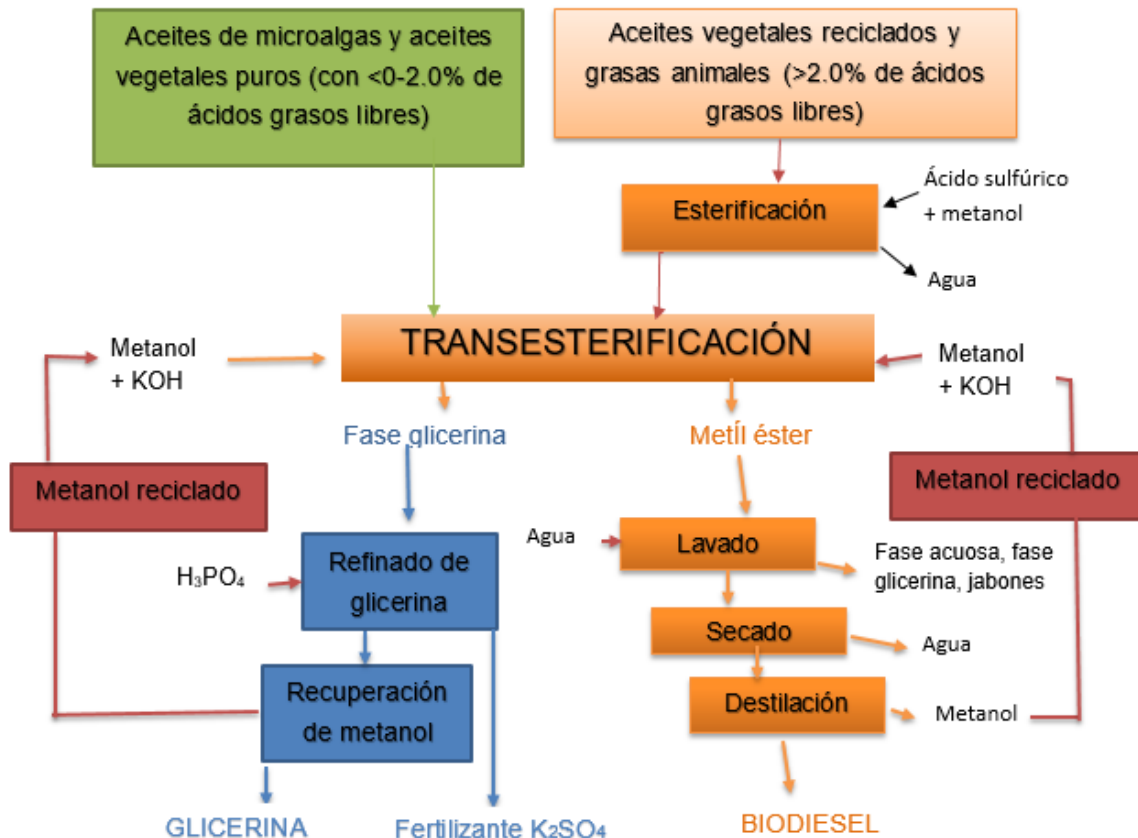 Aceites de microalgas y aceites
vegetales puros (con <0-2.0% de
ácidos grasos libres)
Aceites vegetales reciclados y
grasas animales (>2.0% de ácidos
grasos libres)
Esterificación
Ácido sulfúrico
+ metanol
Agua
TRANSESTERIFICACIÓN
Metanol
+ KOH
Metanol
+ KOH
Fase glicerina
MetÍl éster
Metanol reciclado
Metanol reciclado
Agua
Lavado
Fase acuosa, fase
glicerina, jabones
H₃PO₄
Refinado de
glicerina
Secado
Agua
Recuperación
de metanol
Destilación
Metanol
GLICERINA
Fertilizante K₂SO₄
BIODIESEL